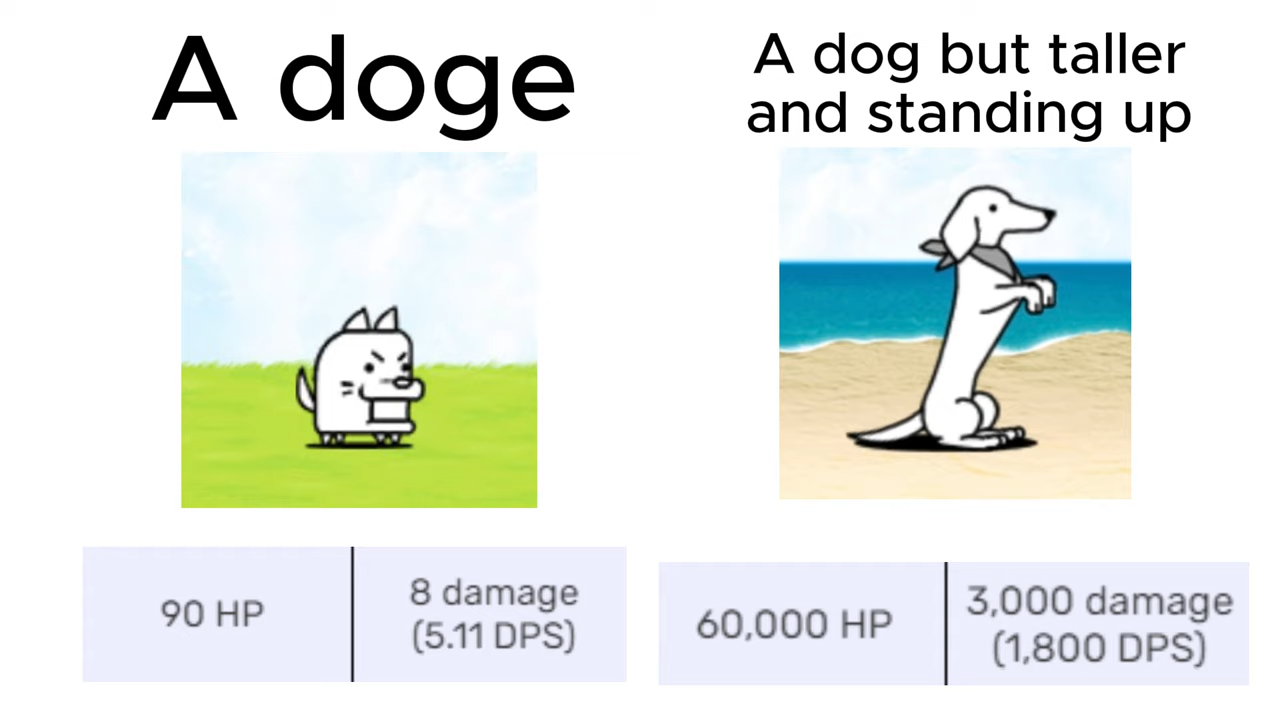 A doge
A dog but taller
and standing up
90 HP
8 damage
(5.11 DPS)
60,000 HP
3,000 damage
(1,800 DPS)